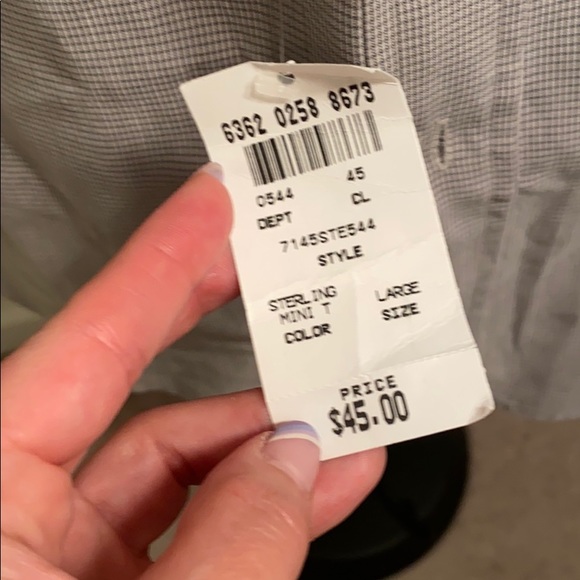 6362 0258 8673
0544 45
DEPT CL
7145STE544
STYLE
STERLING LARGE
MINI T SIZE
COLOR
PRICE
$45.00